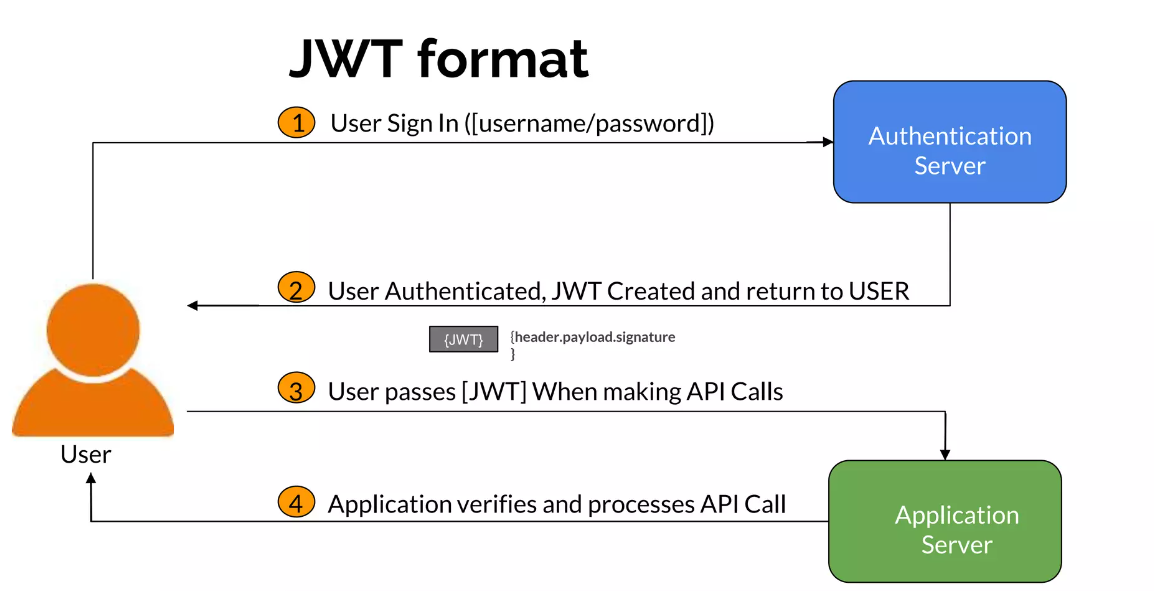 JWT format
1 User Sign In ([username/password])
Authentication
Server
2 User Authenticated, JWT Created and return to USER
{JWT} {header.payload.signature
}
3 User passes [JWT] When making API Calls
User
4 Application verifies and processes API Call
Application
Server